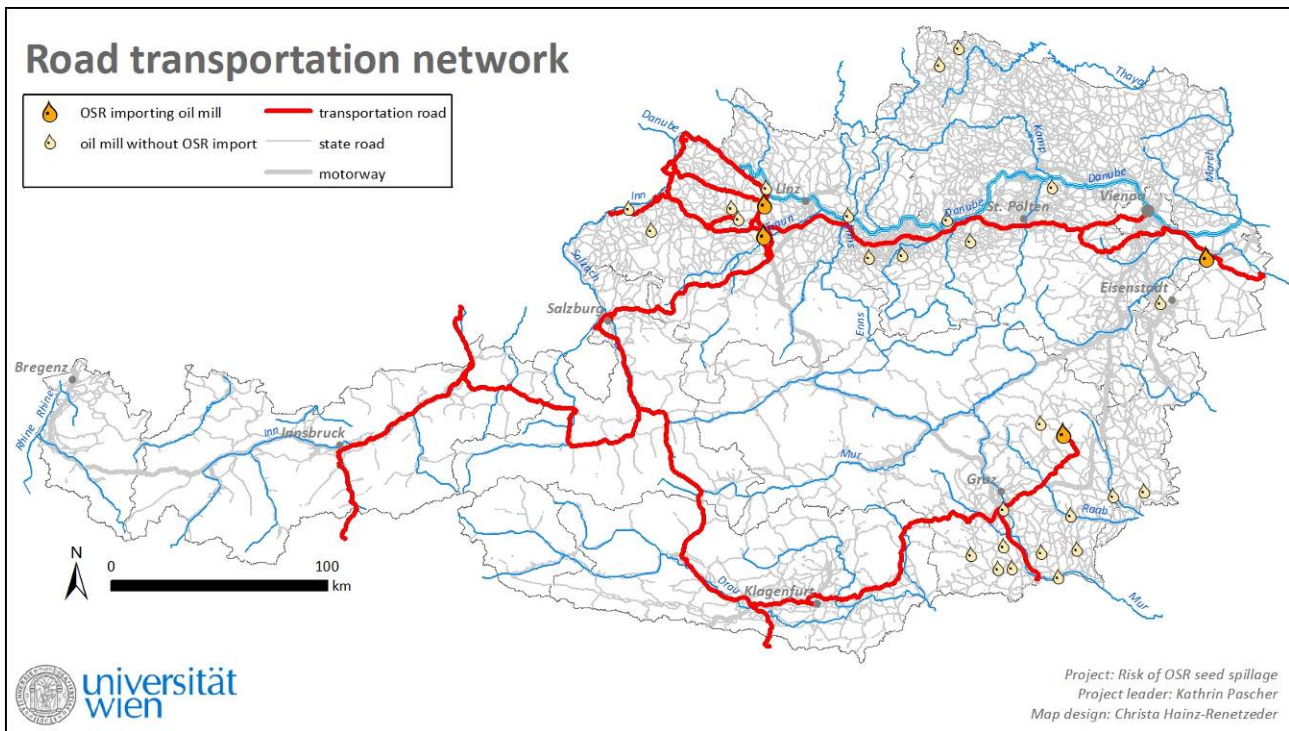 Road transportation network
OSR importing oil mill
transportation road
oil mill without OSR import
state road
motorway
Danube
Thaya
Kamp
March
Danube
Inn
Linz
Danube
St. Pölten
Vienna
Traun
Enns
Salzach
Eisenstadt
Salzburg
Enns
Bregenz
Rhine
Rhine
Inn
Innsbruck
Mur
Graz
Raab
Drau
Klagenfurt
Mur
N
0
100
km
universität
wien
Project: Risk of OSR seed spillage
Project leader: Kathrin Pascher
Map design: Christa Hainz-Renetzeder